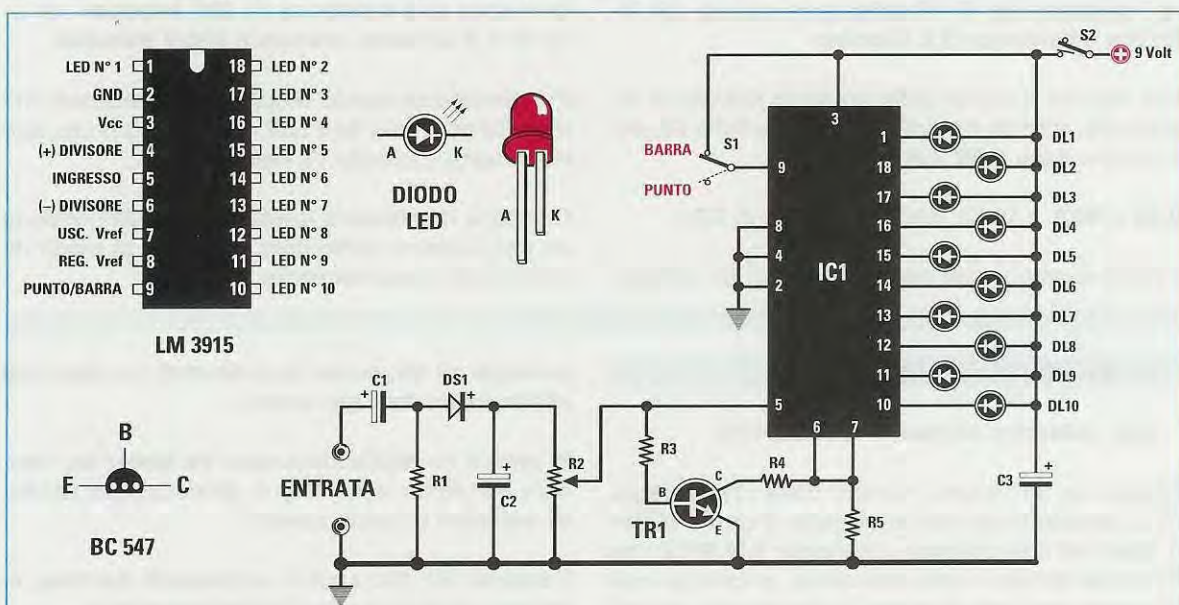 LED N° 1 1 18 LED N° 2
GND 2 17 LED N° 3
Vcc 3 16 LED N° 4
(+) DIVISORE 4 15 LED N° 5
INGRESSO 5 14 LED N° 6
(–) DIVISORE 6 13 LED N° 7
USC. Vref 7 12 LED N° 8
REG. Vref 8 11 LED N° 9
PUNTO/BARRA 9 10 LED N° 10
LM 3915
A K
DIODO
LED
A K
B
E C
BC 547
ENTRATA
C1
DS1
R1
C2
R2
R3
B
C
E
TR1
R4
R5
S2
9 Volt
S1
BARRA
PUNTO
IC1
3
9
8
4
2
5
6
7
1 DL1
18 DL2
17 DL3
16 DL4
15 DL5
14 DL6
13 DL7
12 DL8
11 DL9
10 DL10
C3